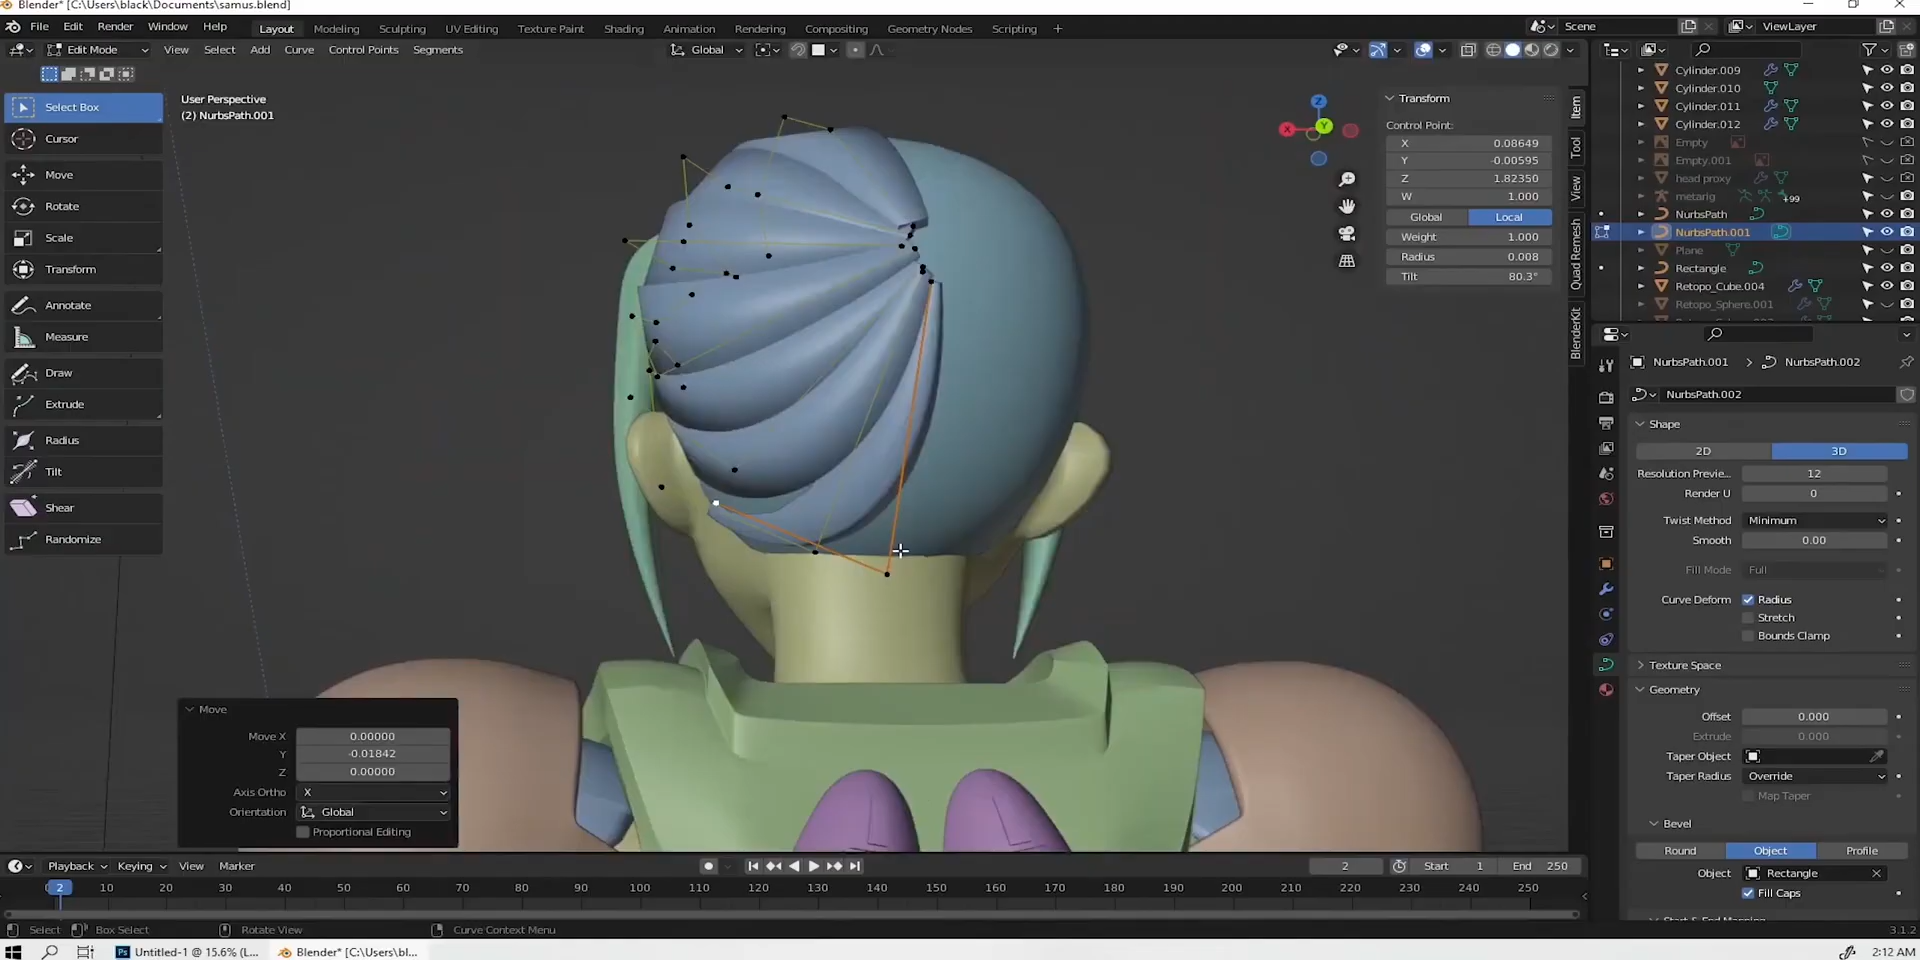 Blender* [C:\Users\black\Documents\samus.blend]
File Edit Render Window Help Layout Modeling Sculpting UV Editing Texture Paint Shading Animation Rendering Compositing Geometry Nodes Scripting + Scene ViewLayer
Edit Mode View Select Add Curve Control Points Segments Global
Select Box
Cursor
Move
Rotate
Scale
Transform
Annotate
Measure
Draw
Extrude
Radius
Tilt
Shear
Randomize
User Perspective
(2) NurbsPath.001
X
Y
Z
Transform
Control Point:
X 0.08649
Y -0.00595
Z 1.82350
W 1.000
Global Local
Weight 1.000
Radius 0.008
Tilt 80.3°
Item
Tool
View
Quad Remesh
BlenderKit
Cylinder.009
Cylinder.010
Cylinder.011
Cylinder.012
Empty
Empty.001
head proxy
metarig +99
NurbsPath
NurbsPath.001
Plane
Rectangle
Retopo_Cube.004
Retopo_Sphere.001
NurbsPath.001 > NurbsPath.002
NurbsPath.002
Shape
2D 3D
Resolution Previe... 12
Render U 0
Twist Method Minimum
Smooth 0.00
Fill Mode Full
Curve Deform Radius
Stretch
Bounds Clamp
Texture Space
Geometry
Offset 0.000
Extrude 0.000
Taper Object
Taper Radius Override
Map Taper
Bevel
Round Object Profile
Object Rectangle
Fill Caps
Start & End Mapping
Move
Move X 0.00000
Y -0.01842
Z 0.00000
Axis Ortho X
Orientation Global
Proportional Editing
Playback Keying View Marker 2 Start 1 End 250
2 10 20 30 40 50 60 70 80 90 100 110 120 130 140 150 160 170 180 190 200 210 220 230 240 250
Select Box Select Rotate View Curve Context Menu 3.1.2
Untitled-1 @ 15.6% (L... Blender* [C:\Users\bl... 2:12 AM